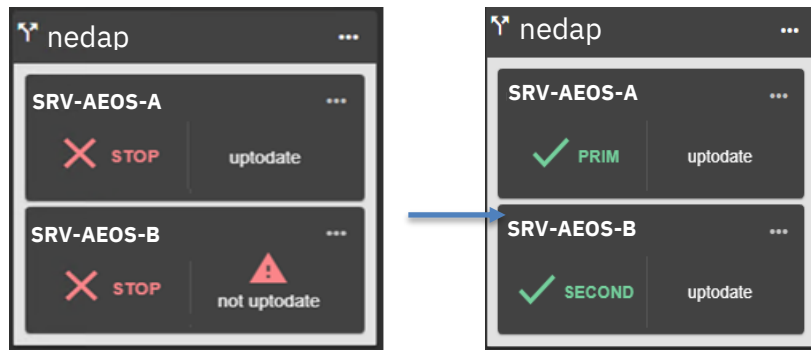 nedap
SRV-AEOS-A
STOP
uptodate
SRV-AEOS-B
STOP
not uptodate
nedap
SRV-AEOS-A
PRIM
uptodate
SRV-AEOS-B
SECOND
uptodate